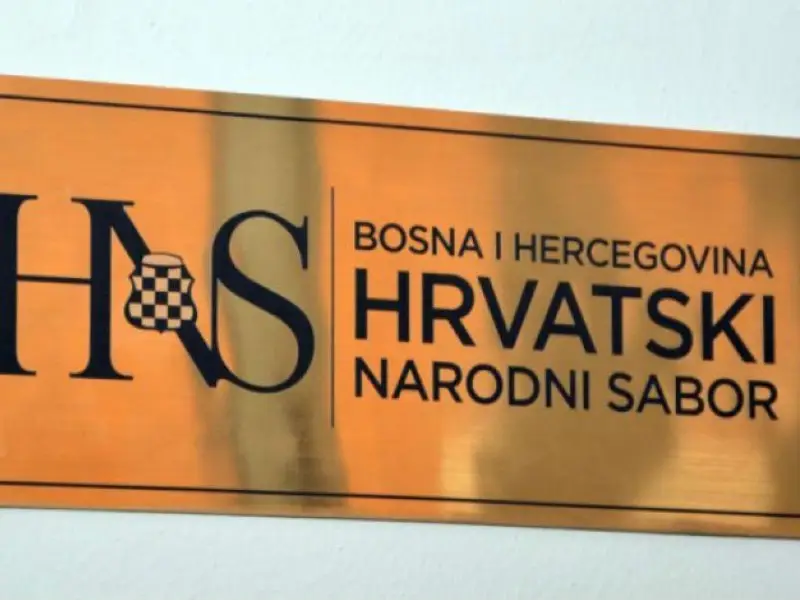 HNS
BOSNA I HERCEGOVINA
HRVATSKI
NARODNI SABOR